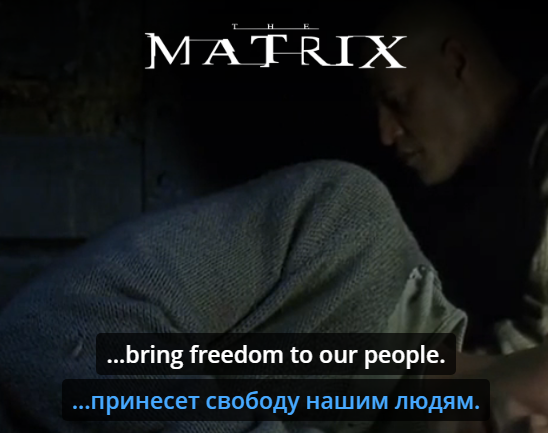 THE
MATRIX
...bring freedom to our people.
...принесет свободу нашим людям.